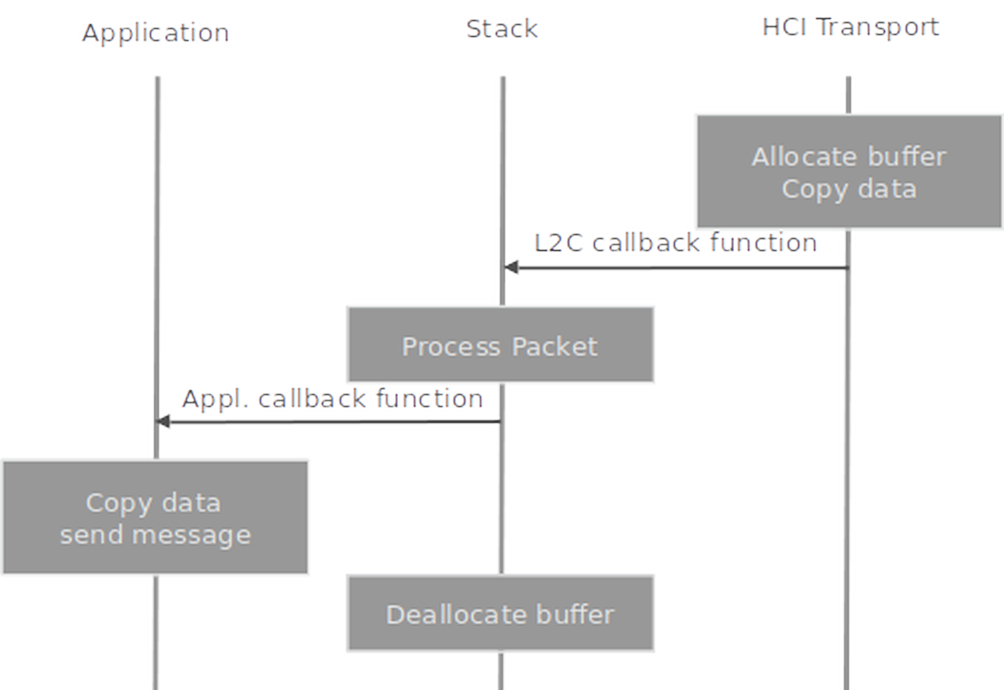 Application
Stack
HCI Transport
Allocate buffer
Copy data
L2C callback function
Process Packet
Appl. callback function
Copy data
send message
Deallocate buffer